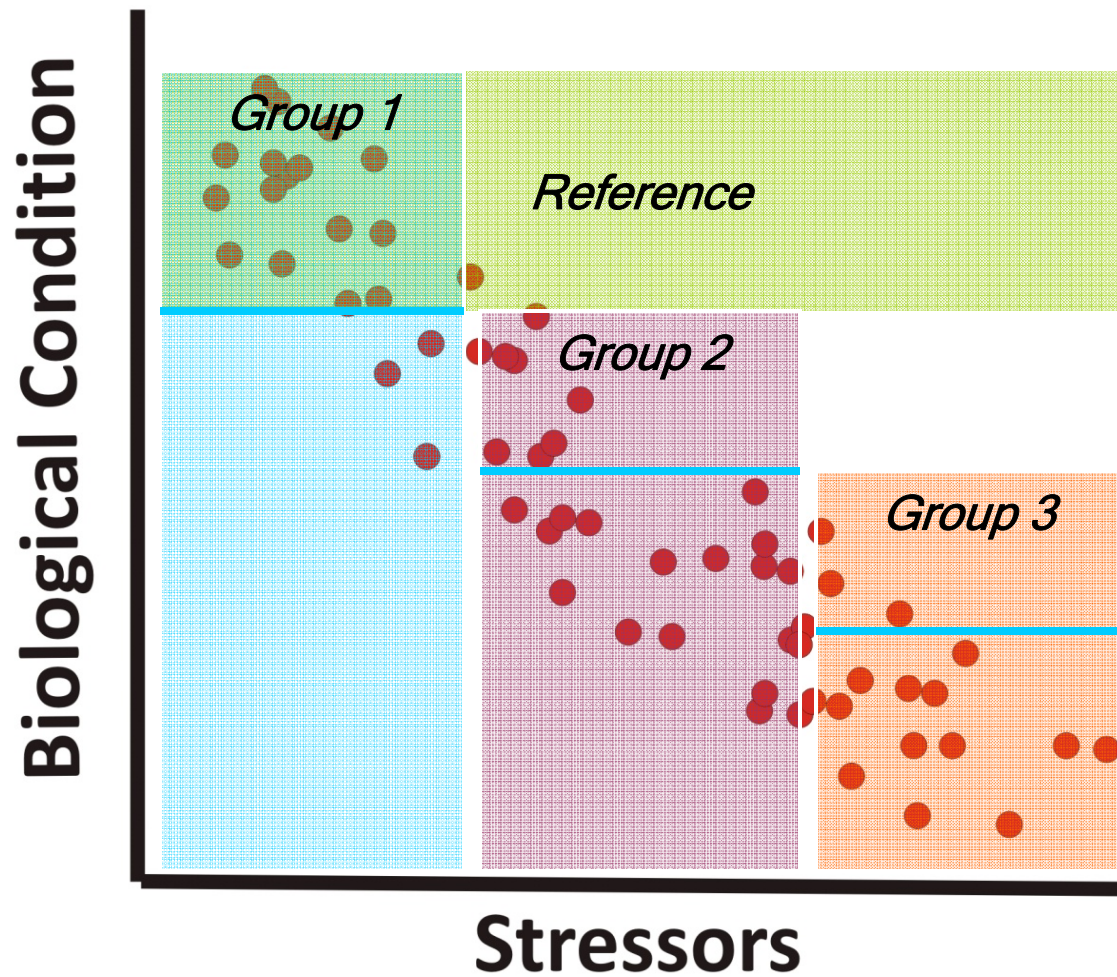 Biological Condition
Group 1
Reference
Group 2
Group 3
Stressors